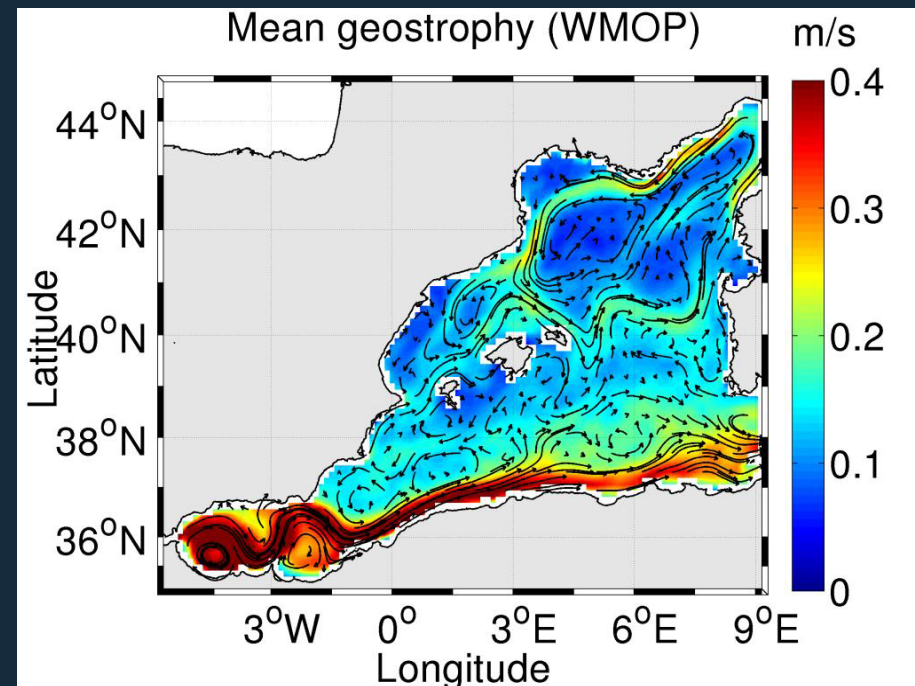 Mean geostrophy (WMOP)
m/s
44°N
42°N
40°N
38°N
36°N
Latitude
3°W 0° 3°E 6°E 9°E
Longitude
0.4
0.3
0.2
0.1
0